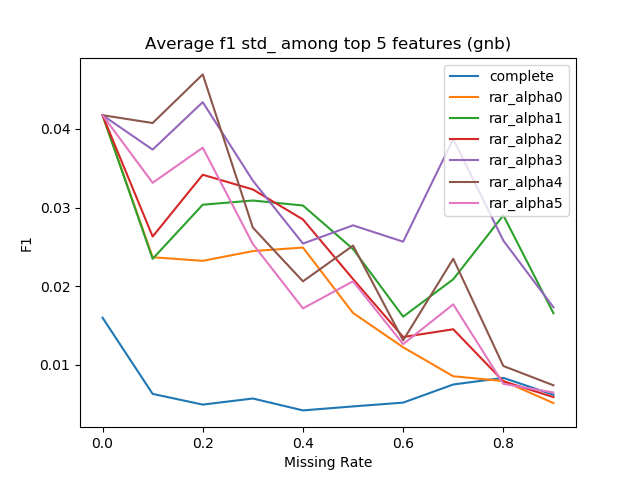 Average f1 std_ among top 5 features (gnb)
complete
rar_alpha0
rar_alpha1
rar_alpha2
rar_alpha3
rar_alpha4
rar_alpha5
F1
0.04
0.03
0.02
0.01
0.0 0.2 0.4 0.6 0.8
Missing Rate